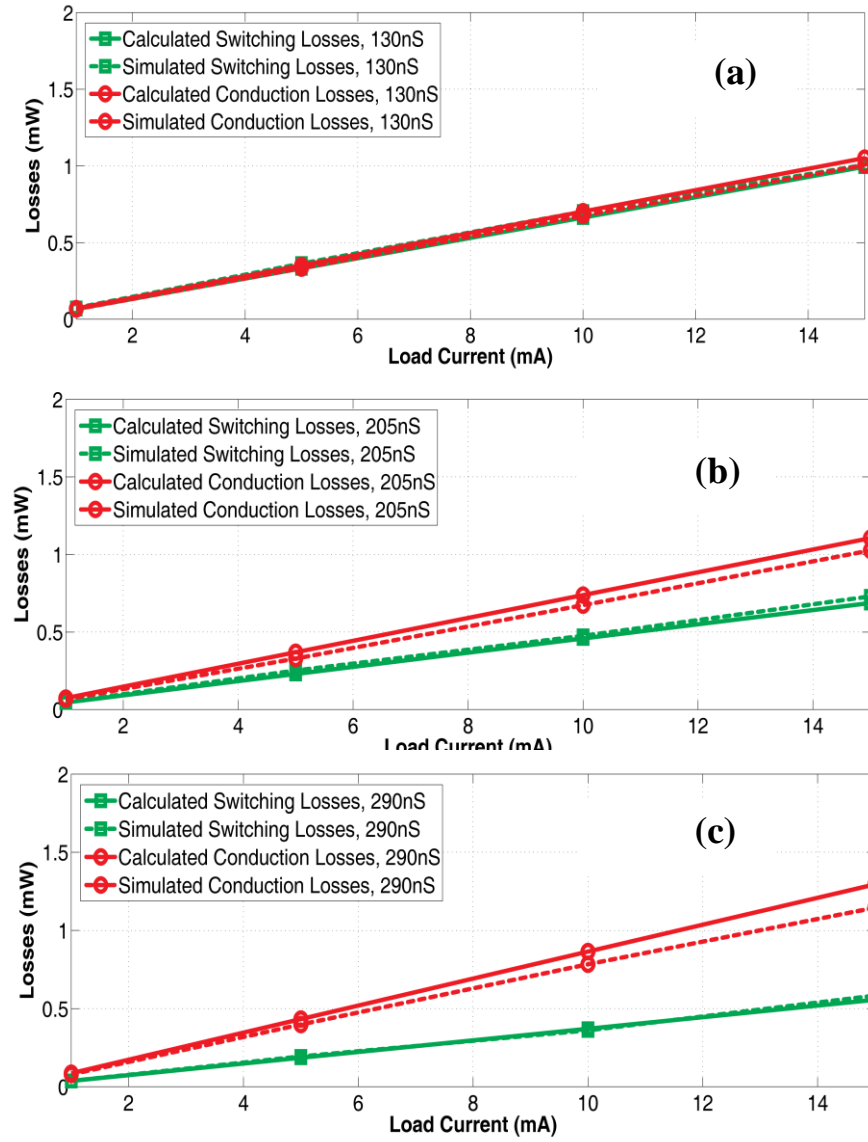 2
1.5
1
0.5
0
Losses (mW)
Calculated Switching Losses, 130nS
Simulated Switching Losses, 130nS
Calculated Conduction Losses, 130nS
Simulated Conduction Losses, 130nS
(a)
2 4 6 8 10 12 14
Load Current (mA)
2
1.5
1
0.5
0
Losses (mW)
Calculated Switching Losses, 205nS
Simulated Switching Losses, 205nS
Calculated Conduction Losses, 205nS
Simulated Conduction Losses, 205nS
(b)
2 4 6 8 10 12 14
Load Current (mA)
2
1.5
1
0.5
0
Losses (mW)
Calculated Switching Losses, 290nS
Simulated Switching Losses, 290nS
Calculated Conduction Losses, 290nS
Simulated Conduction Losses, 290nS
(c)
2 4 6 8 10 12 14
Load Current (mA)